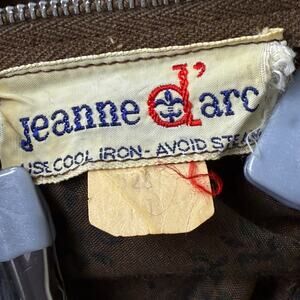 jeanne d'arc
USE COOL IRON - AVOID STEAM